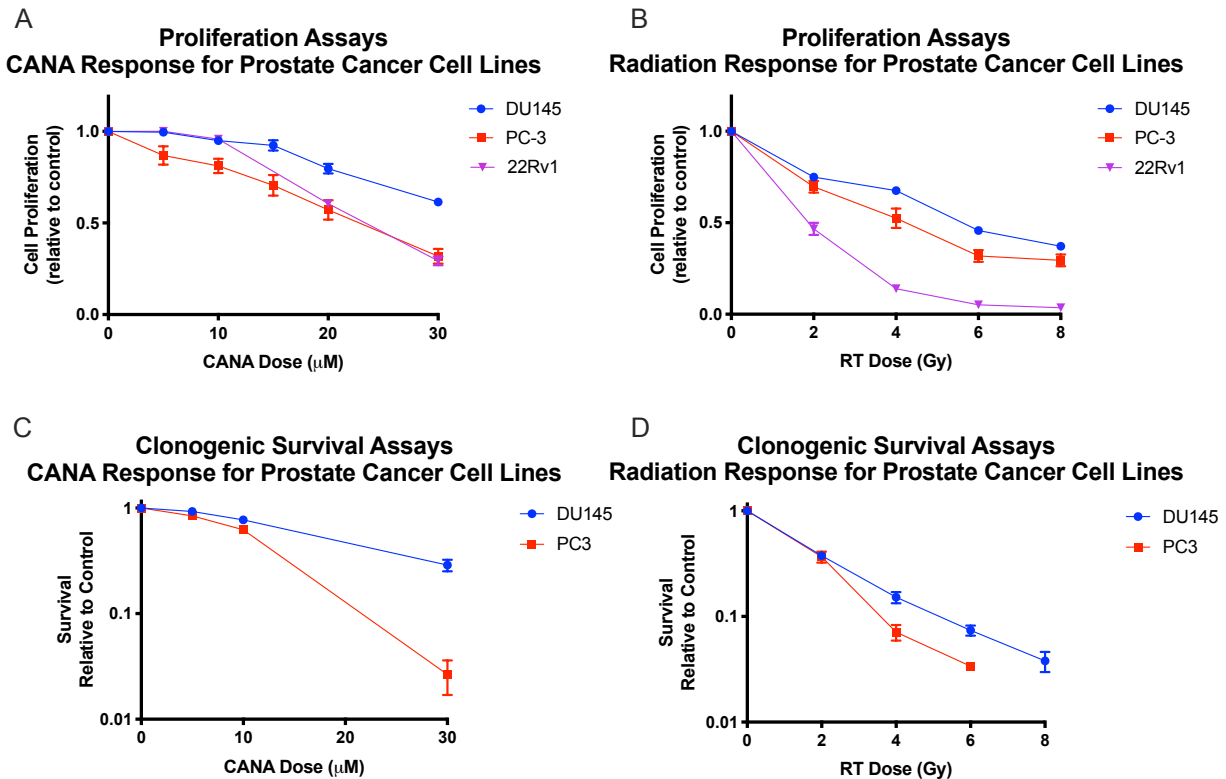 A
Proliferation Assays
CANA Response for Prostate Cancer Cell Lines
DU145
PC-3
22Rv1
Cell Proliferation
(relative to control)
1.0
0.5
0.0
0
10
20
30
CANA Dose (μM)
B
Proliferation Assays
Radiation Response for Prostate Cancer Cell Lines
DU145
PC-3
22Rv1
Cell Proliferation
(relative to control)
1.0
0.5
0.0
0
2
4
6
8
RT Dose (Gy)
C
Clonogenic Survival Assays
CANA Response for Prostate Cancer Cell Lines
DU145
PC3
Survival
Relative to Control
1
0.1
0.01
0
10
20
30
CANA Dose (μM)
D
Clonogenic Survival Assays
Radiation Response for Prostate Cancer Cell Lines
DU145
PC3
Survival
Relative to Control
1
0.1
0.01
0
2
4
6
8
RT Dose (Gy)